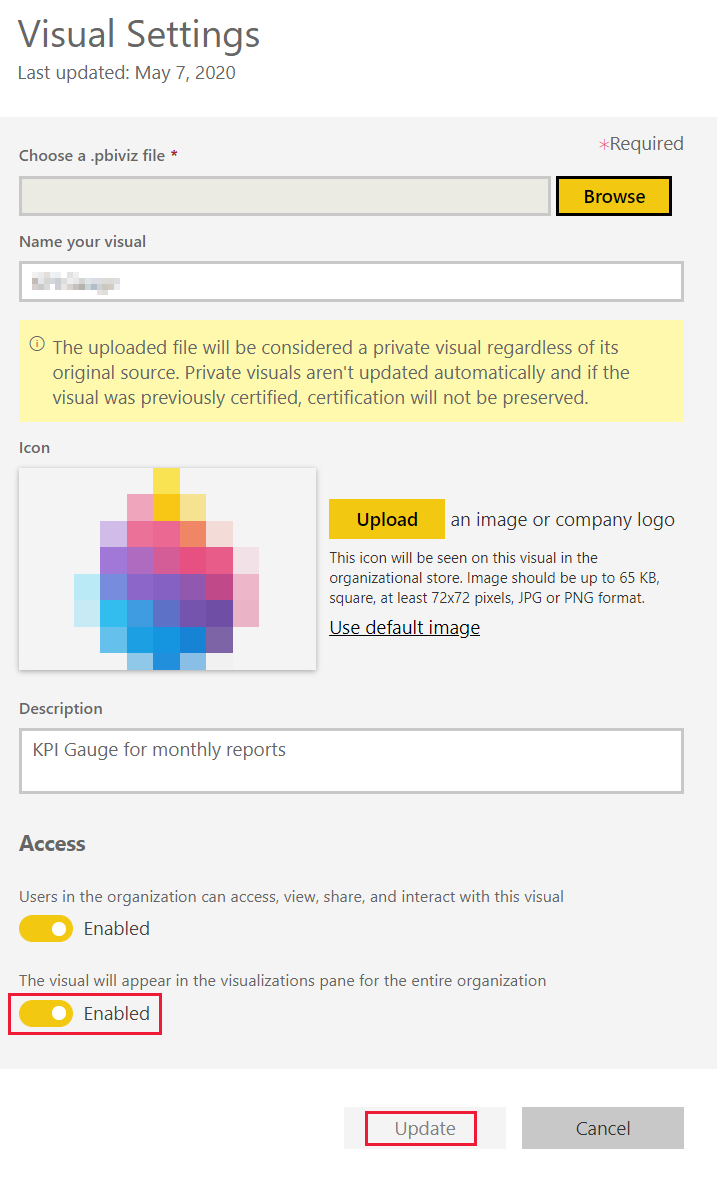 Visual Settings
Last updated: May 7, 2020
*Required
Choose a .pbiviz file *
Browse
Name your visual
The uploaded file will be considered a private visual regardless of its
original source. Private visuals aren't updated automatically and if the
visual was previously certified, certification will not be preserved.
Icon
Upload an image or company logo
This icon will be seen on this visual in the
organizational store. Image should be up to 65 KB,
square, at least 72x72 pixels, JPG or PNG format.
Use default image
Description
KPI Gauge for monthly reports
Access
Users in the organization can access, view, share, and interact with this visual
Enabled
The visual will appear in the visualizations pane for the entire organization
Enabled
Update
Cancel